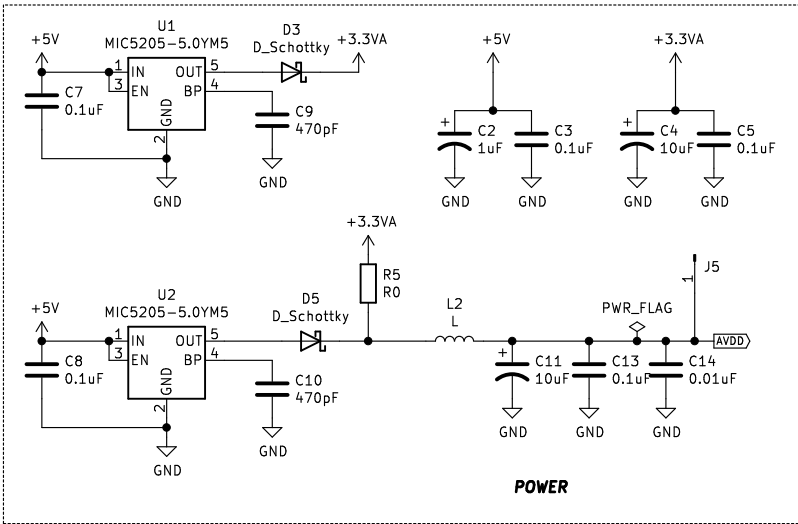 U1
MIC5205-5.0YM5
+5V
1
IN
OUT
5
3
EN
BP
4
GND
2
C7
0.1uF
GND
D3
D_Schottky
+3.3VA
C9
470pF
GND
+5V
+
C2
1uF
C3
0.1uF
GND
GND
+3.3VA
+
C4
10uF
C5
0.1uF
GND
GND
U2
MIC5205-5.0YM5
+5V
1
IN
OUT
5
3
EN
BP
4
GND
2
C8
0.1uF
GND
D5
D_Schottky
C10
470pF
GND
+3.3VA
R5
R0
L2
L
+
C11
10uF
GND
C13
0.1uF
GND
PWR_FLAG
C14
0.01uF
GND
1
J5
AVDD
POWER